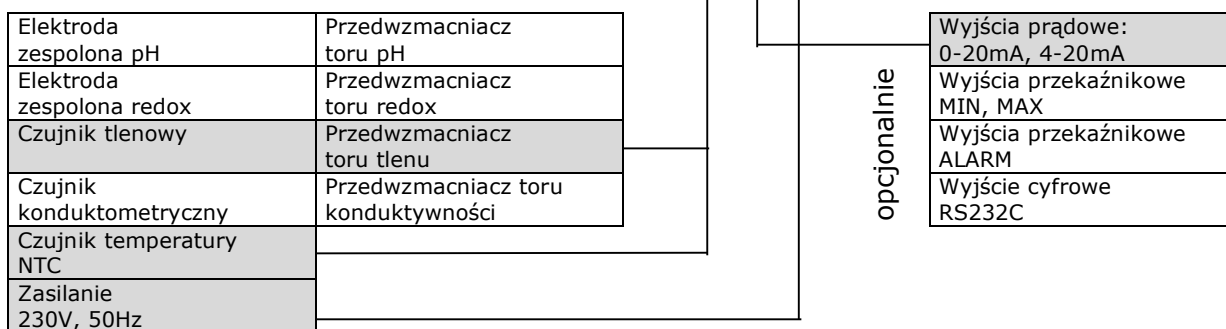 Elektroda
zespolona pH
Przedwzmacniacz
toru pH
Elektroda
zespolona redox
Przedwzmacniacz
toru redox
Czujnik tlenowy
Przedwzmacniacz
toru tlenu
Czujnik
konduktometryczny
Przedwzmacniacz toru
konduktywności
Czujnik temperatury
NTC
Zasilanie
230V, 50Hz
opcjonalnie
Wyjścia prądowe:
0-20mA, 4-20mA
Wyjścia przekaźnikowe
MIN, MAX
Wyjścia przekaźnikowe
ALARM
Wyjście cyfrowe
RS232C